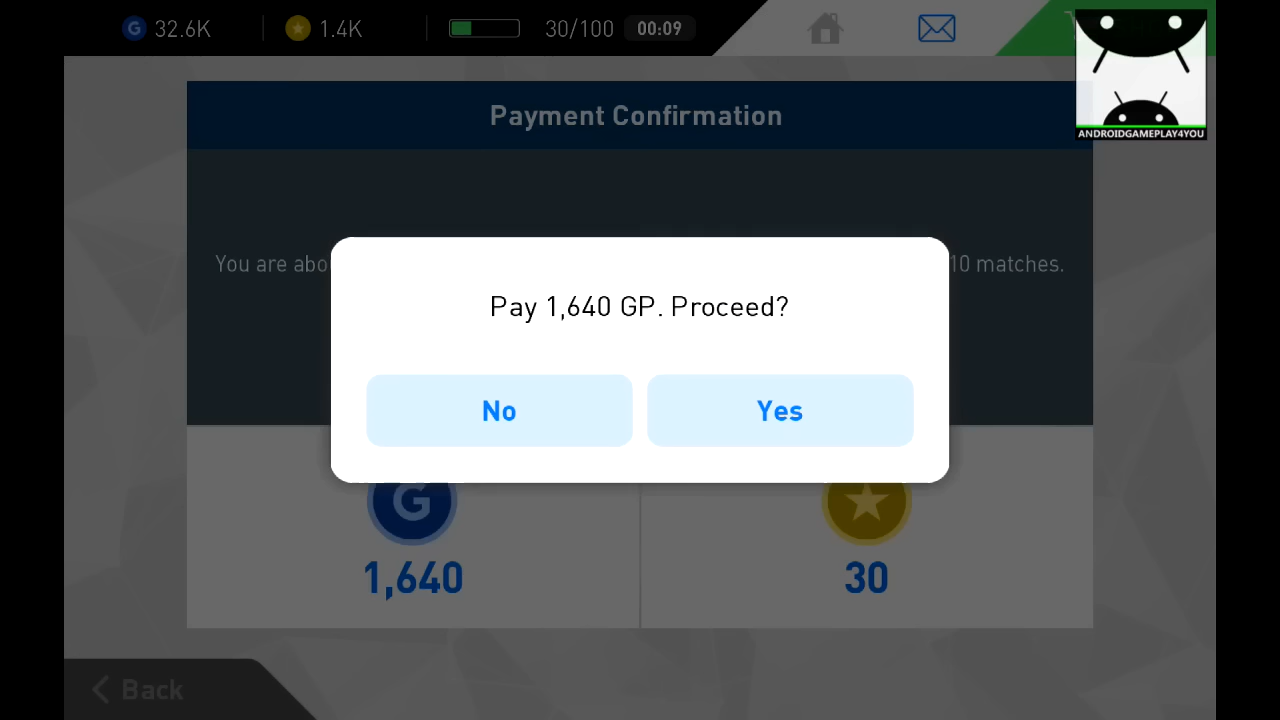 G 32.6K 1.4K 30/100 00:09
ANDROIDGAMEPLAY4YOU
Payment Confirmation
You are 10 matches.
Pay 1,640 GP. Proceed?
No Yes
G
1,640 30
Back